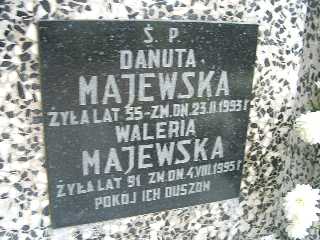 Ś P
DANUTA
MAJEWSKA
ŻYŁA LAT 55-ZM.DN.23.II.1993 r
WALERIA
MAJEWSKA
ŻYŁA LAT 91 ZM.DN.4.VIII.1995 r
POKÓJ ICH DUSZOM